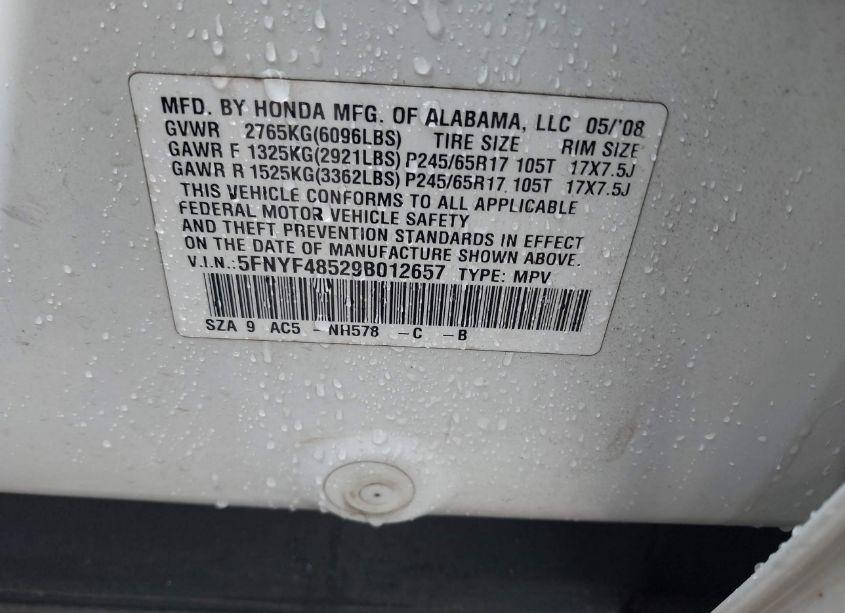 MFD. BY HONDA MFG. OF ALABAMA, LLC 05/'08
GVWR 2765KG(6096LBS) TIRE SIZE RIM SIZE
GAWR F 1325KG(2921LBS) P245/65R17 105T 17X7.5J
GAWR R 1525KG(3362LBS) P245/65R17 105T 17X7.5J
THIS VEHICLE CONFORMS TO ALL APPLICABLE
FEDERAL MOTOR VEHICLE SAFETY
AND THEFT PREVENTION STANDARDS IN EFFECT
ON THE DATE OF MANUFACTURE SHOWN ABOVE.
V.I.N.:5FNYF48529B012657 TYPE: MPV
SZA 9 AC5 -NH578 -C -B